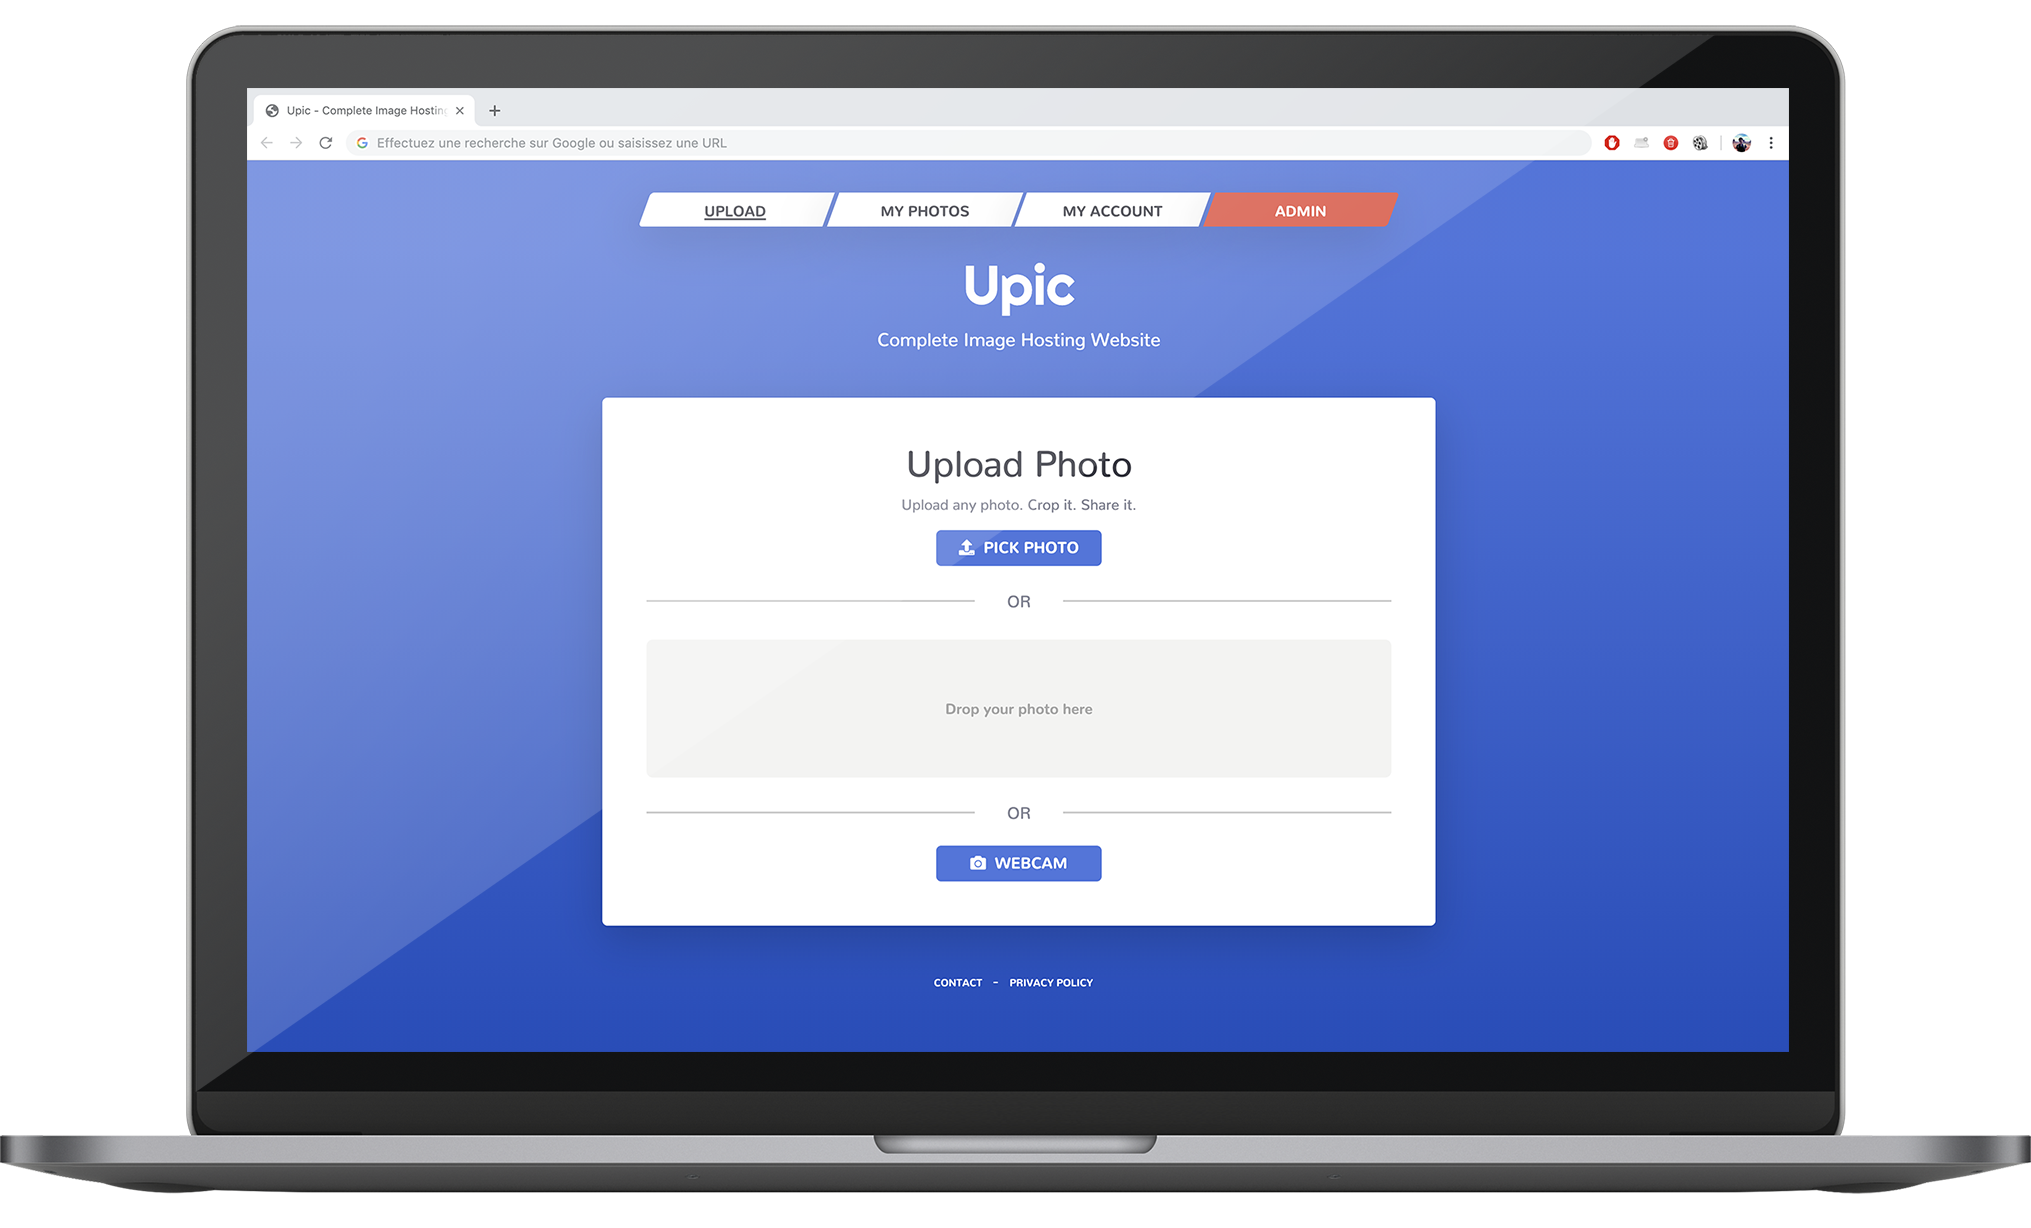 Upic - Complete Image Hosting
Effectuez une recherche sur Google ou saisissez une URL
UPLOAD
MY PHOTOS
MY ACCOUNT
ADMIN
Upic
Complete Image Hosting Website
Upload Photo
Upload any photo. Crop it. Share it.
PICK PHOTO
OR
Drop your photo here
OR
WEBCAM
CONTACT - PRIVACY POLICY